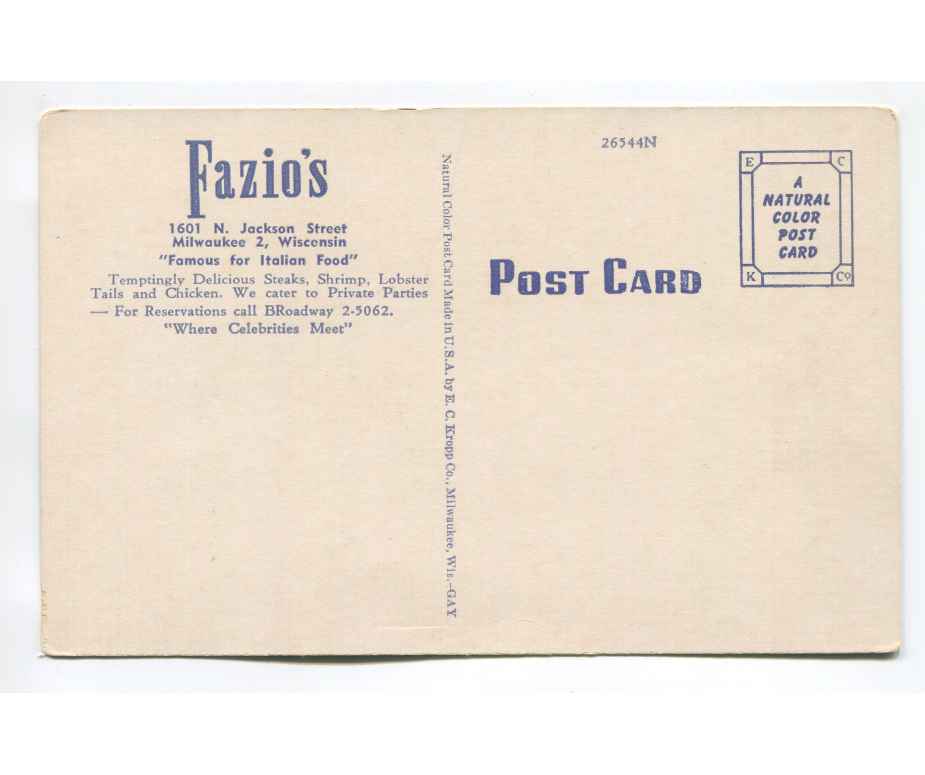 Fazio's
1601 N. Jackson Street
Milwaukee 2, Wisconsin
"Famous for Italian Food"
Temptingly Delicious Steaks, Shrimp, Lobster
Tails and Chicken. We cater to Private Parties
— For Reservations call BRoadway 2-5062.
"Where Celebrities Meet"
Natural Color Post Card Made in U.S.A. by E. C. Kropp Co., Milwaukee, Wis.-GAY
26544N
POST CARD
E C
A
NATURAL
COLOR
POST
CARD
K Co